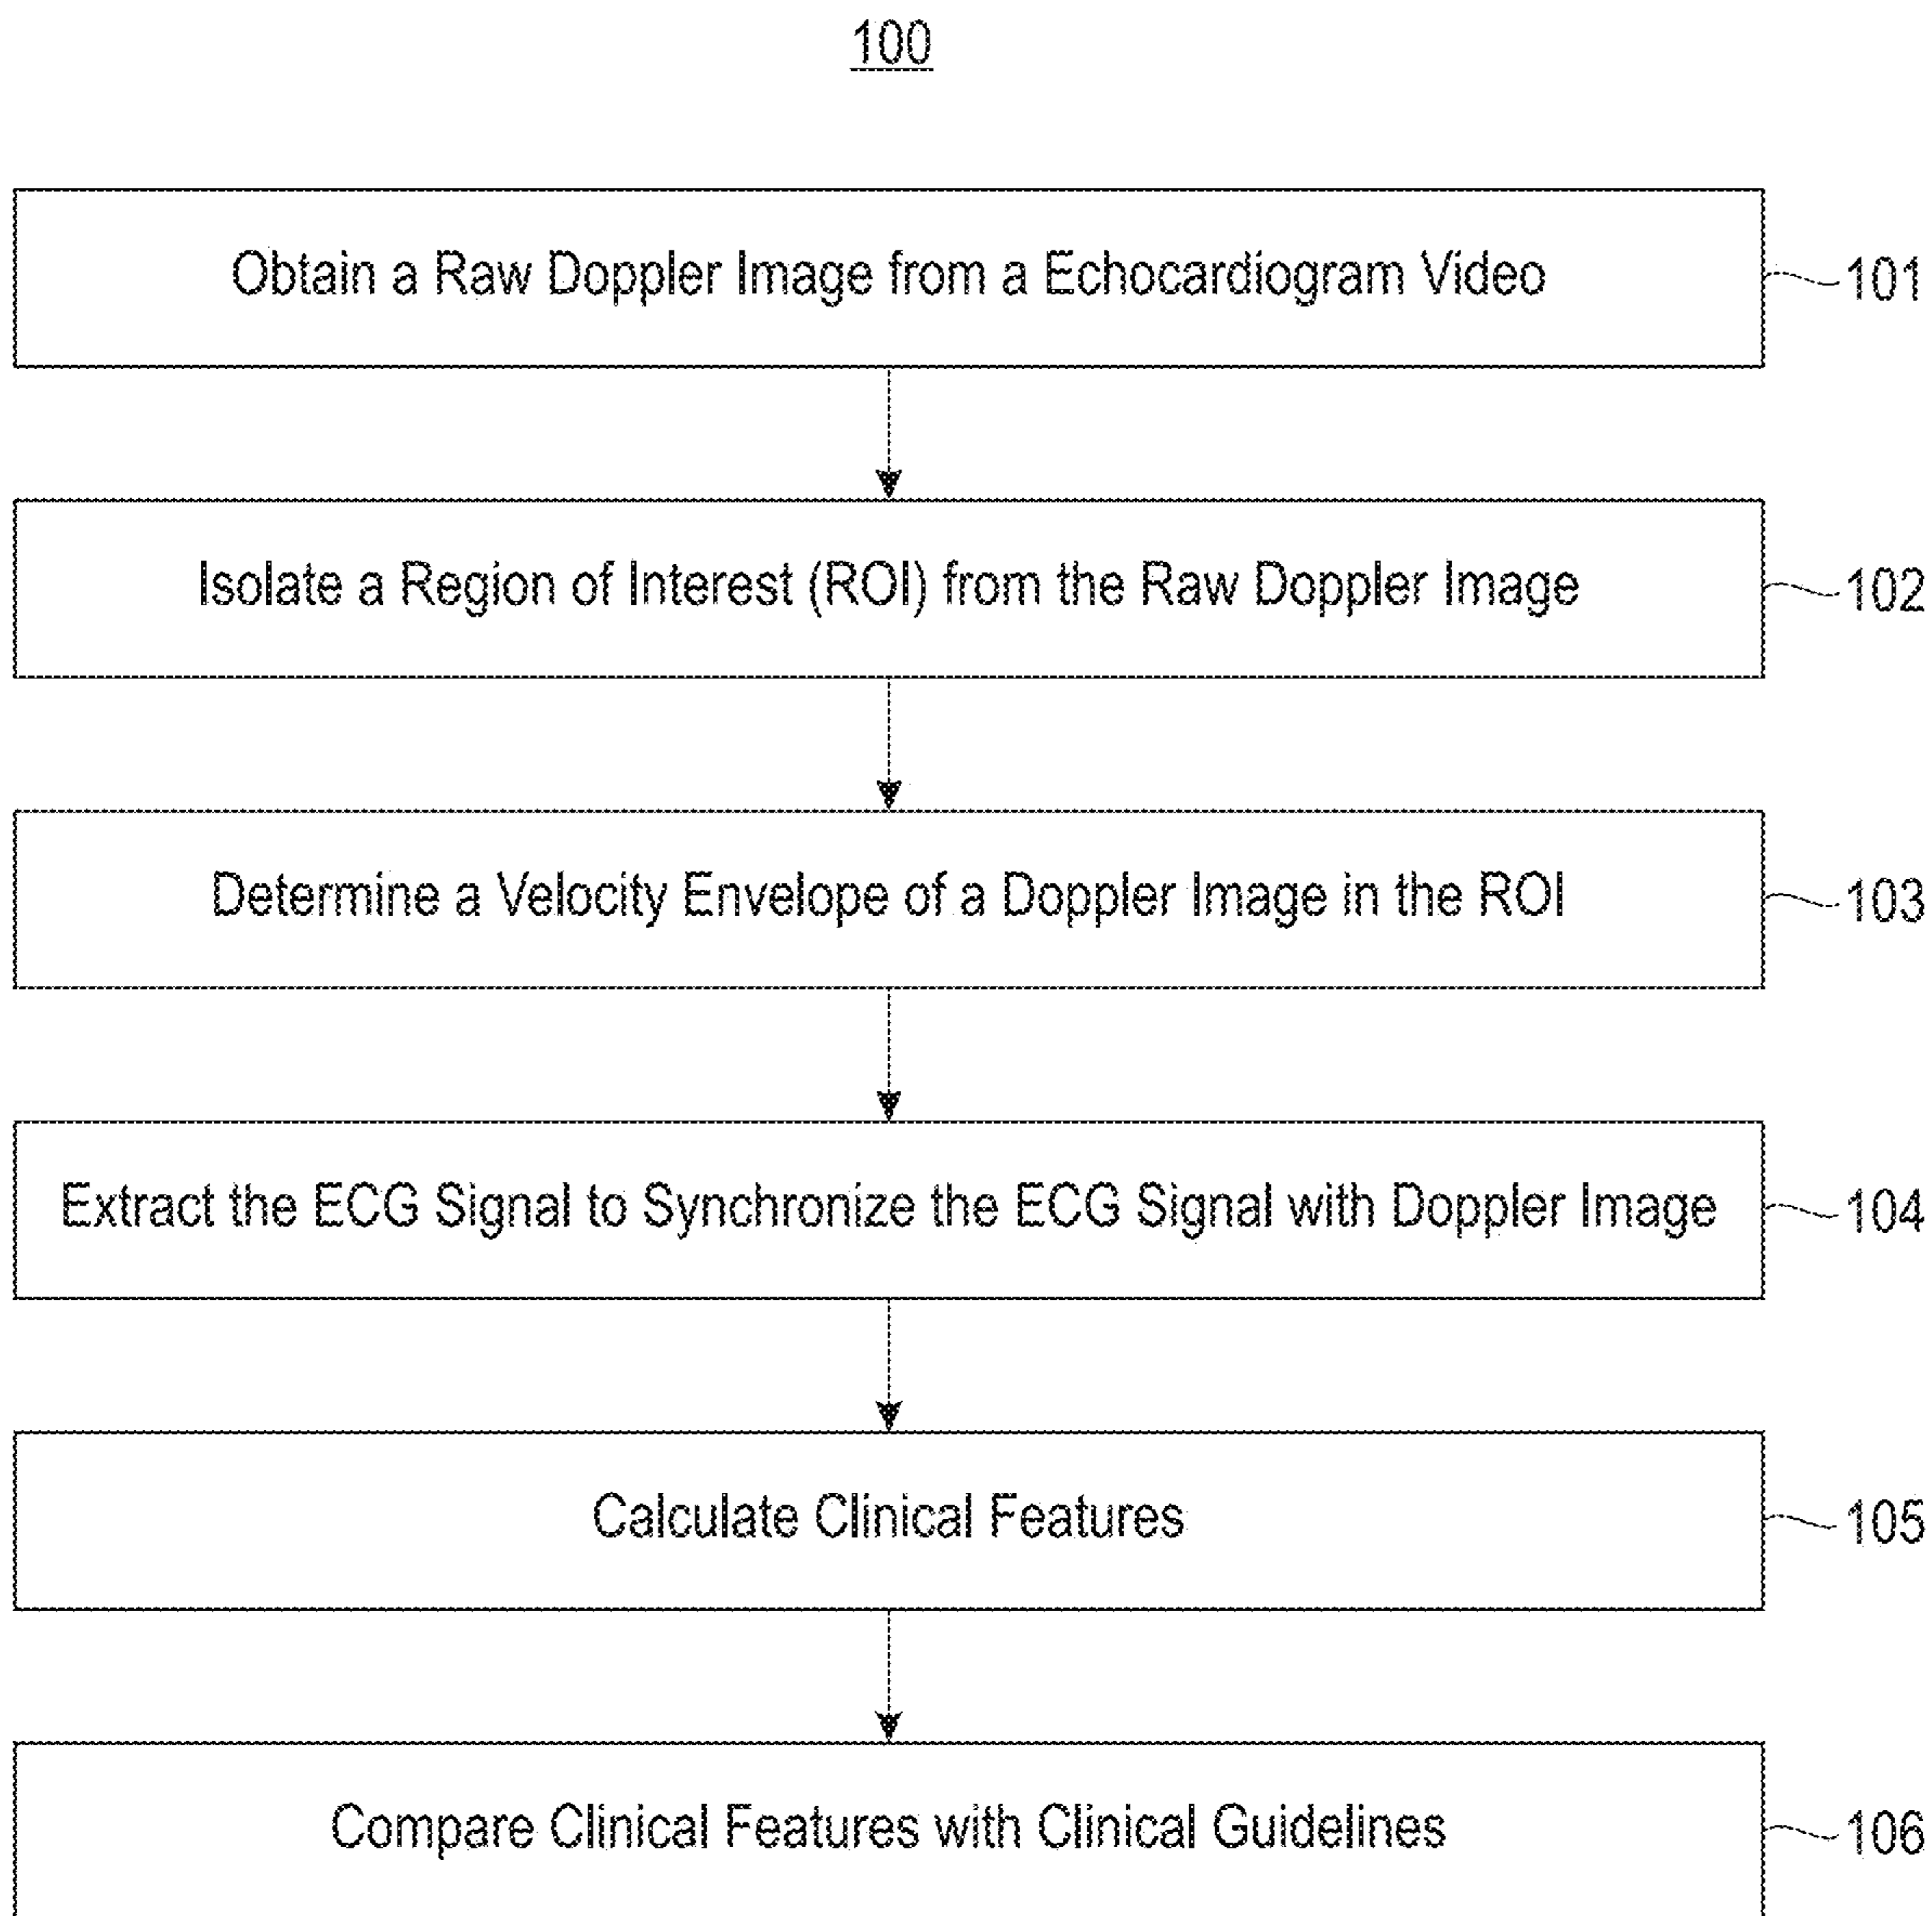 100
Obtain a Raw Doppler Image from a Echocardiogram Video
101
Isolate a Region of Interest (ROI) from the Raw Doppler Image
102
Determine a Velocity Envelope of a Doppler Image in the ROI
103
Extract the ECG Signal to Synchronize the ECG Signal with Doppler Image
104
Calculate Clinical Features
105
Compare Clinical Features with Clinical Guidelines
106